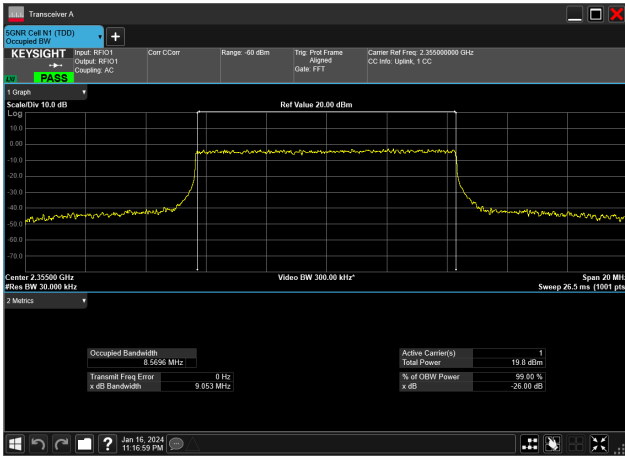 Transceiver A
5GNR Cell N1 (TDD)
Occupied BW
KEYSIGHT
LXI
PASS
Input: RFIO1
Output: RFIO1
Coupling: AC
Corr CCorr
Range: -60 dBm
Trig: Prot Frame
Aligned
Gate: FFT
Carrier Ref Freq: 2.355000000 GHz
CC Info: Uplink, 1 CC
1 Graph
Scale/Div 10.0 dB
Ref Value 20.00 dBm
Log
10.0
0.00
-10.0
-20.0
-30.0
-40.0
-50.0
-60.0
-70.0
Center 2.35500 GHz
#Res BW 30.000 kHz
Video BW 300.00 kHz*
Span 20 MHz
Sweep 26.5 ms (1001 pts)
2 Metrics
Occupied Bandwidth
8.5696 MHz
Transmit Freq Error 0 Hz
x dB Bandwidth 9.053 MHz
Active Carrier(s) 1
Total Power 19.8 dBm
% of OBW Power 99.00 %
x dB -26.00 dB
Jan 16, 2024
11:16:59 PM